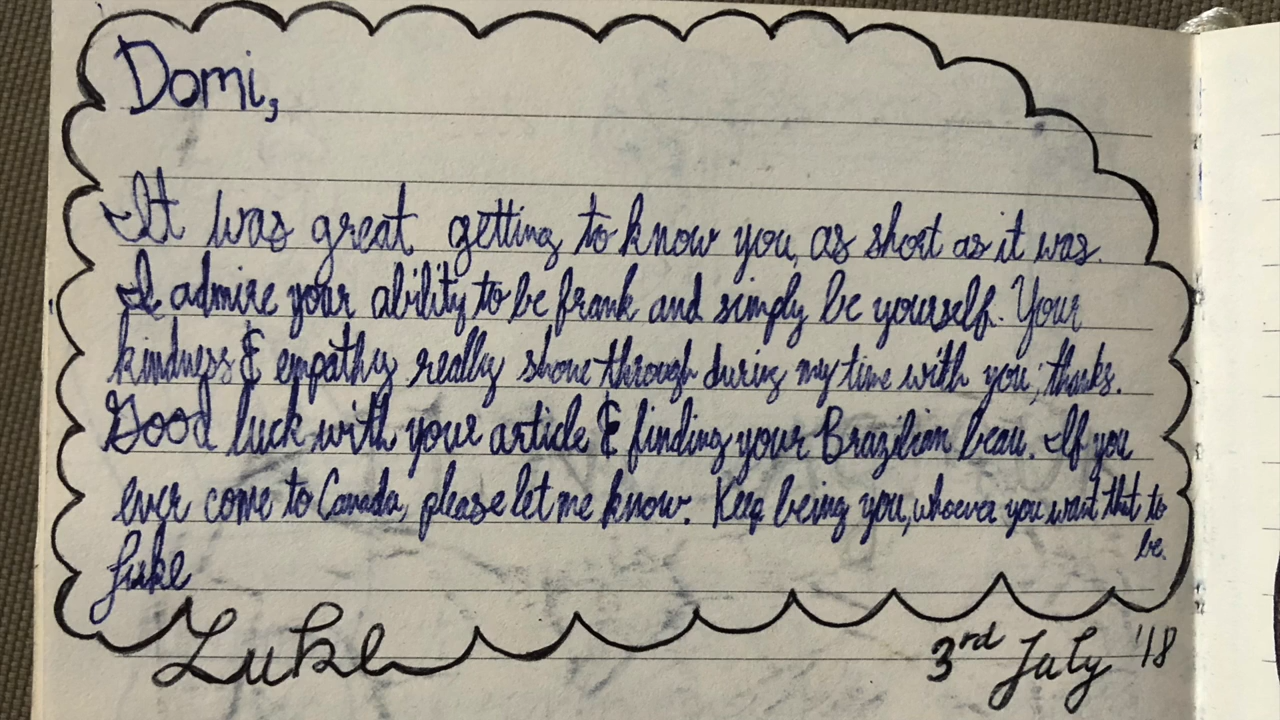 Domi,
It was great getting to know you, as short as it was.
I admire your ability to be frank and simply be yourself. Your
kindness & empathy really shone through during my time with you; thanks.
Good luck with your article & finding your Brazilian beau. If you
ever come to Canada, please let me know. Keep being you, whoever you want that to
be.
Luke
Luke
3rd July '18